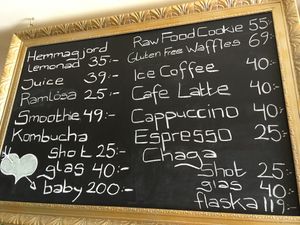 Hemmagjord
Lemonad 35:-
Juice 39:-
Ramlösa 25:-
Smoothie 49:-
Kombucha
Shot 25:-
glas 40:-
baby 200:-
Raw Food Cookie 55:-
Gluten Free Waffles 69:-
Ice Coffee 40:-
Cafe Latte 40:-
Cappuccino 40:-
Espresso 25:-
Chaga
Shot 25:-
glas 40:-
flaska 119:-